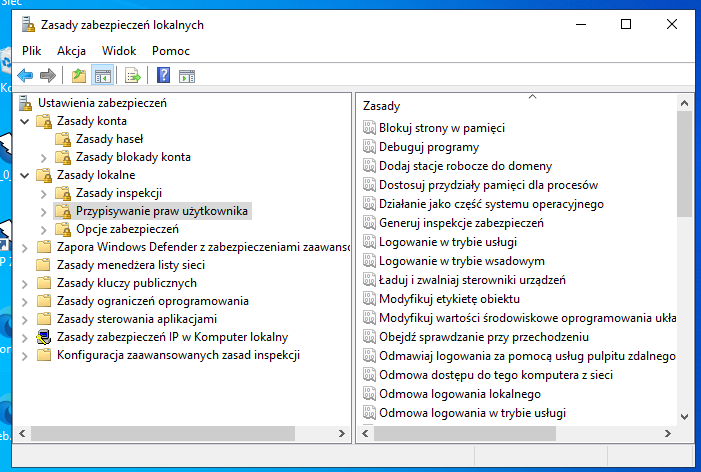 Sieć
Zasady zabezpieczeń lokalnych
Plik Akcja Widok Pomoc
Ustawienia zabezpieczeń
Zasady konta
Zasady haseł
Zasady blokady konta
Zasady lokalne
Zasady inspekcji
Przypisywanie praw użytkownika
Opcje zabezpieczeń
Zapora Windows Defender z zabezpieczeniami zaawanso
Zasady menedżera listy sieci
Zasady kluczy publicznych
Zasady ograniczeń oprogramowania
Zasady sterowania aplikacjami
Zasady zabezpieczeń IP w Komputer lokalny
Konfiguracja zaawansowanych zasad inspekcji
Zasady
Blokuj strony w pamięci
Debuguj programy
Dodaj stacje robocze do domeny
Dostosuj przydziały pamięci dla procesów
Działanie jako część systemu operacyjnego
Generuj inspekcje zabezpieczeń
Logowanie w trybie usługi
Logowanie w trybie wsadowym
Ładuj i zwalniaj sterowniki urządzeń
Modyfikuj etykietę obiektu
Modyfikuj wartości środowiskowe oprogramowania ukła
Obejdź sprawdzanie przy przechodzeniu
Odmawiaj logowania za pomocą usług pulpitu zdalnego
Odmowa dostępu do tego komputera z sieci
Odmowa logowania lokalnego
Odmowa logowania w trybie usługi